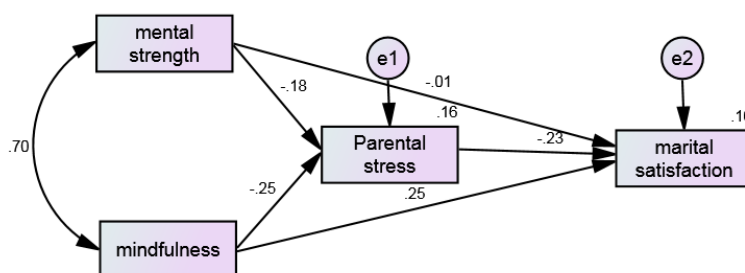 mental
strength
e1
e2
-.01
-.18
.16
.70
Parental
stress
-.23
marital
satisfaction
-.25
.25
mindfulness